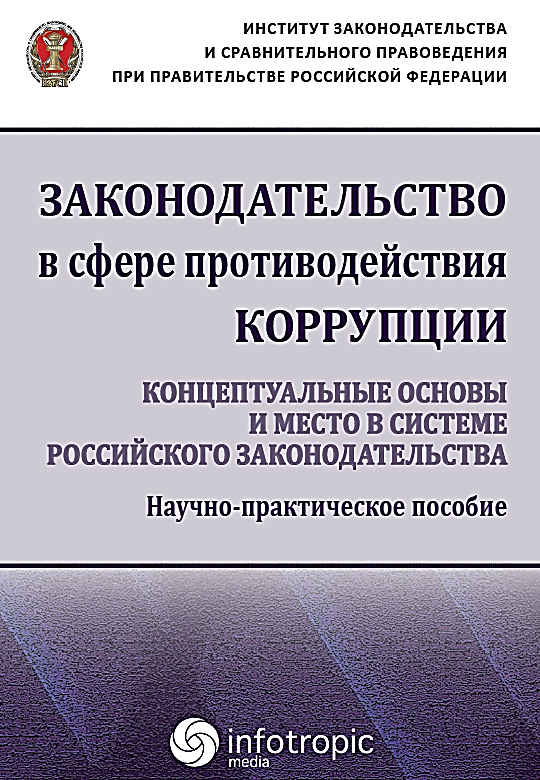 ИНСТИТУТ ЗАКОНОДАТЕЛЬСТВА
И СРАВНИТЕЛЬНОГО ПРАВОВЕДЕНИЯ
ПРИ ПРАВИТЕЛЬСТВЕ РОССИЙСКОЙ ФЕДЕРАЦИИ
ЗАКОНОДАТЕЛЬСТВО
в сфере противодействия
КОРРУПЦИИ
КОНЦЕПТУАЛЬНЫЕ ОСНОВЫ
И МЕСТО В СИСТЕМЕ
РОССИЙСКОГО ЗАКОНОДАТЕЛЬСТВА
Научно-практическое пособие
infotropic
media